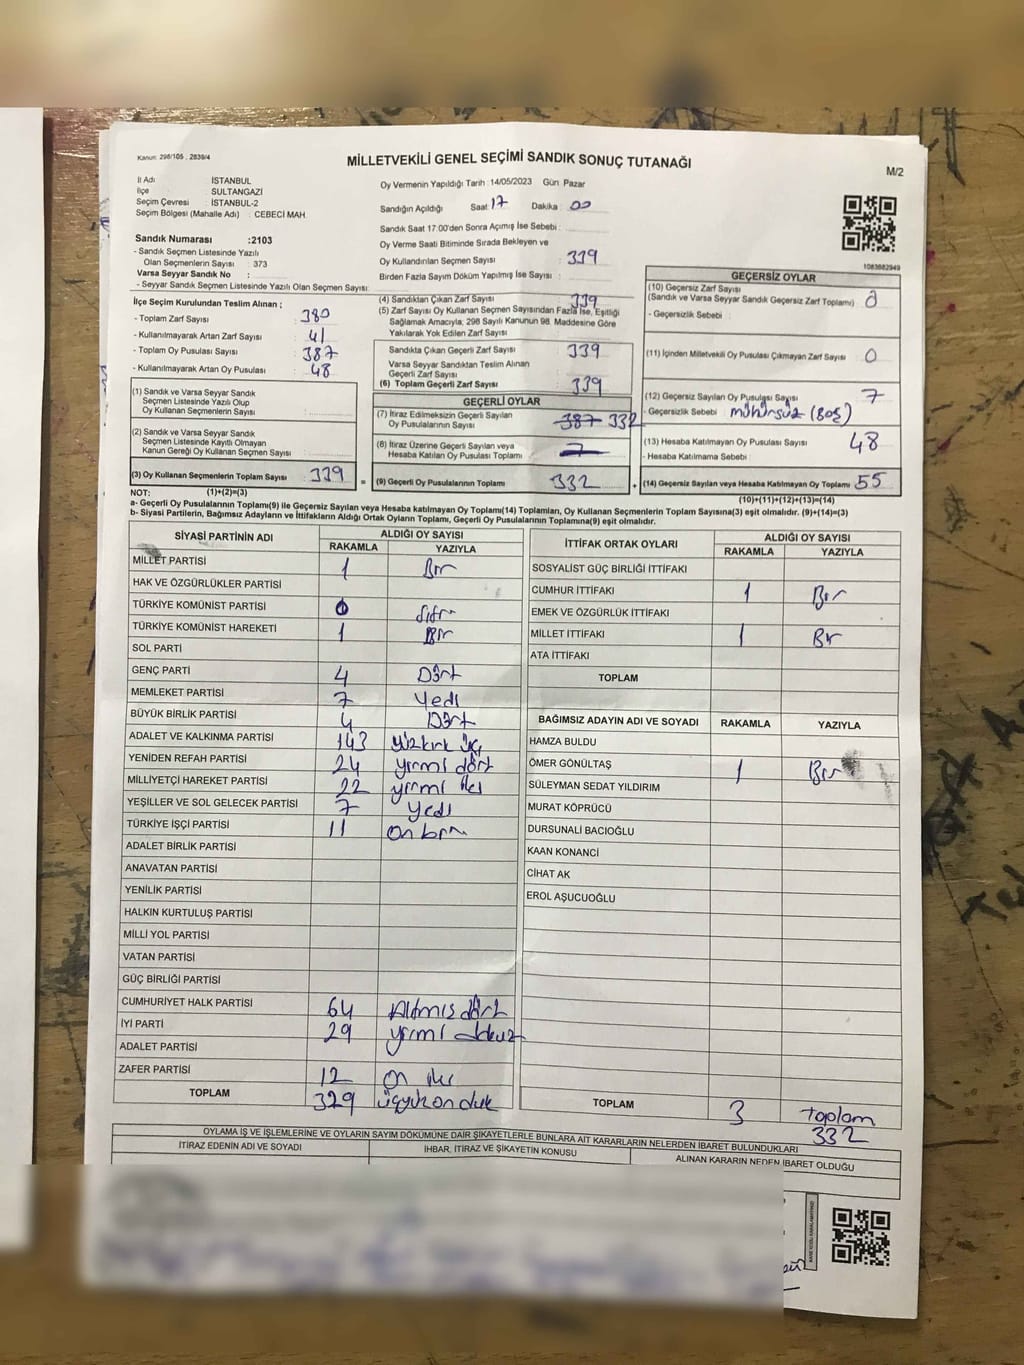 Kanun: 298/105 ; 2839/4
MİLLETVEKİLİ GENEL SEÇİMİ SANDIK SONUÇ TUTANAĞI
M/2
İl Adı : İSTANBUL
İlçe : SULTANGAZİ
Seçim Çevresi : İSTANBUL-2
Seçim Bölgesi (Mahalle Adı) : CEBECİ MAH.
Sandık Numarası :2103
- Sandık Seçmen Listesinde Yazılı
Olan Seçmenlerin Sayısı : 373
Varsa Seyyar Sandık No :
- Seyyar Sandık Seçmen Listesinde Yazılı Olan Seçmen Sayısı:
Oy Vermenin Yapıldığı Tarih :14/05/2023 Gün Pazar
Sandığın Açıldığı Saat: 17 Dakika : 00
Sandık Saat 17.00'den Sonra Açımış İse Sebebi :
Oy Verme Saati Bitiminde Sırada Bekleyen ve
Oy Kullandırılan Seçmen Sayısı : 339
Birden Fazla Sayım Döküm Yapılmış İse Sayısı :
1083682949
İlçe Seçim Kurulundan Teslim Alınan ;
- Toplam Zarf Sayısı : 380
- Kullanılmayarak Artan Zarf Sayısı : 41
- Toplam Oy Pusulası Sayısı : 387
- Kullanılmayarak Artan Oy Pusulası : 48
(1) Sandık ve Varsa Seyyar Sandık
Seçmen Listesinde Yazılı Olup
Oy Kullanan Seçmenlerin Sayısı :
(2) Sandık ve Varsa Seyyar Sandık
Seçmen Listesinde Kayıtlı Olmayan
Kanun Gereği Oy Kullanan Seçmen Sayısı :
(3) Oy Kullanan Seçmenlerin Toplam Sayısı : 339
(4) Sandıktan Çıkan Zarf Sayısı : 339
(5) Zarf Sayısı Oy Kullanan Seçmen Sayısından Fazla İse, Eşitliği
Sağlamak Amacıyla, 298 Sayılı Kanunun 98. Maddesine Göre
Yakılarak Yok Edilen Zarf Sayısı :
Sandıkta Çıkan Geçerli Zarf Sayısı : 339
Varsa Seyyar Sandıktan Teslim Alınan
Geçerli Zarf Sayısı :
(6) Toplam Geçerli Zarf Sayısı : 339
GEÇERLİ OYLAR
(7) İtiraz Edilmeksizin Geçerli Sayılan
Oy Pusulalarının Sayısı : 387 332
(8) İtiraz Üzerine Geçerli Sayılan veya
Hesaba Katılan Oy Pusulası Toplamı : 7
= (9) Geçerli Oy Pusulalarının Toplamı : 332
GEÇERSİZ OYLAR
(10) Geçersiz Zarf Sayısı
(Sandık ve Varsa Seyyar Sandık Geçersiz Zarf Toplamı) : 0
- Geçersizlik Sebebi :
(11) İçinden Milletvekili Oy Pusulası Çıkmayan Zarf Sayısı : 0
(12) Geçersiz Sayılan Oy Pusulası Sayısı : 7
- Geçersizlik Sebebi : mühürsüz (Boş)
(13) Hesaba Katılmayan Oy Pusulası Sayısı : 48
- Hesaba Katılmama Sebebi :
+ (14) Geçersiz Sayılan veya Hesaba Katılmayan Oy Toplamı : 55
NOT: (1)+(2)=(3) (10)+(11)+(12)+(13)=(14)
a- Geçerli Oy Pusulaları Toplamı(9) ile Geçersiz Sayılan veya Hesaba katılmayan Oy Toplamı(14) Toplamları, Oy Kullanan Seçmenlerin Toplam Sayısına(3) eşit olmalıdır. (9)+(14)=(3)
b- Siyasi Partilerin, Bağımsız Adayların ve İttifakların Aldığı Ortak Oyların Toplamı, Geçerli Oy Pusulalarının Toplamına(9) eşit olmalıdır.
SİYASİ PARTİNİN ADI ALDIĞI OY SAYISI
RAKAMLA YAZIYLA
MİLLET PARTİSİ 1 Bir
HAK VE ÖZGÜRLÜKLER PARTİSİ
TÜRKİYE KOMÜNİST PARTİSİ 0 Sıfır
TÜRKİYE KOMÜNİST HAREKETİ 1 Bir
SOL PARTİ
GENÇ PARTİ 4 Dört
MEMLEKET PARTİSİ 7 Yedi
BÜYÜK BİRLİK PARTİSİ 4 Dört
ADALET VE KALKINMA PARTİSİ 143 yüzkırk üç
YENİDEN REFAH PARTİSİ 24 yirmi dört
MİLLİYETÇİ HAREKET PARTİSİ 22 yirmi iki
YEŞİLLER VE SOL GELECEK PARTİSİ 7 yedi
TÜRKİYE İŞÇİ PARTİSİ 11 on bir
ADALET BİRLİK PARTİSİ
ANAVATAN PARTİSİ
YENİLİK PARTİSİ
HALKIN KURTULUŞ PARTİSİ
MİLLİ YOL PARTİSİ
VATAN PARTİSİ
GÜÇ BİRLİĞİ PARTİSİ
CUMHURİYET HALK PARTİSİ 64 Altmış dört
İYİ PARTİ 29 yirmi dokuz
ADALET PARTİSİ
ZAFER PARTİSİ 12 on iki
TOPLAM 329
İTTİFAK ORTAK OYLARI ALDIĞI OY SAYISI
RAKAMLA YAZIYLA
SOSYALİST GÜÇ BİRLİĞİ İTTİFAKI
CUMHUR İTTİFAKI 1 Bir
EMEK VE ÖZGÜRLÜK İTTİFAKI
MİLLET İTTİFAKI 1 Bir
ATA İTTİFAKI
TOPLAM
BAĞIMSIZ ADAYIN ADI VE SOYADI RAKAMLA YAZIYLA
HAMZA BULDU
ÖMER GÖNÜLTAŞ 1 Bir
SÜLEYMAN SEDAT YILDIRIM
MURAT KÖPRÜCÜ
DURSUNALİ BACIOĞLU
KAAN KONANCİ
CİHAT AK
EROL AŞUCUOĞLU
TOPLAM 3 Toplam
332
OYLAMA İŞ VE İŞLEMLERİNE VE OYLARIN SAYIM DÖKÜMÜNE DAİR ŞİKAYETLERLE BUNLARA AİT KARARLARIN NELERDEN İBARET BULUNDUKLARI
İTİRAZ EDENİN ADI VE SOYADI İHBAR, İTİRAZ VE ŞİKAYETİN KONUSU ALINAN KARARIN NEDEN İBARET OLDUĞU